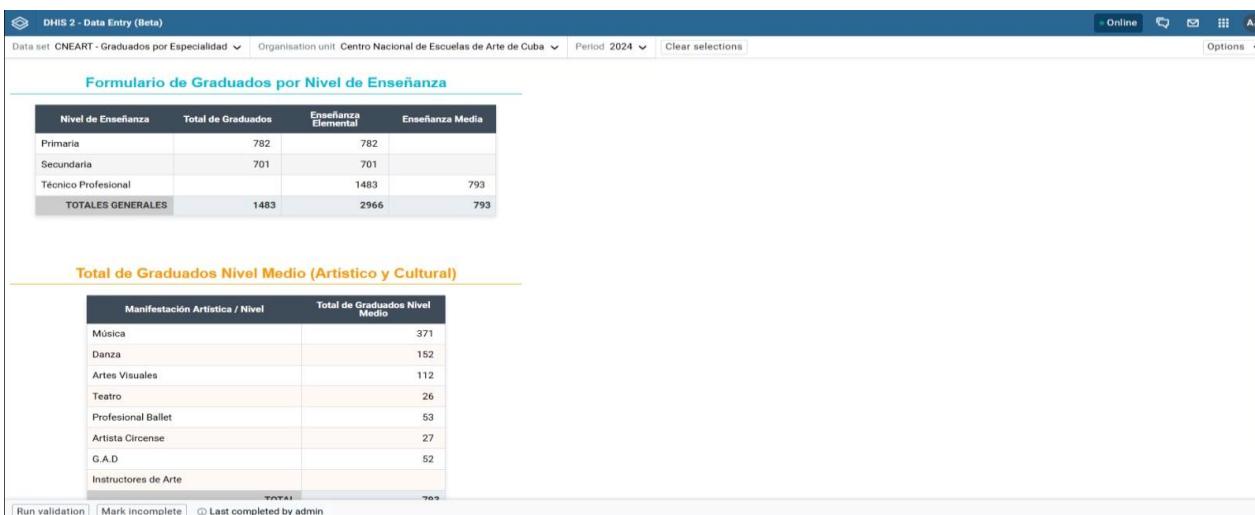 DHIS 2 - Data Entry (Beta) Online
Data set CNEART - Graduados por Especialidad Organisation unit Centro Nacional de Escuelas de Arte de Cuba Period 2024 Clear selections Options
Formulario de Graduados por Nivel de Enseñanza
Nivel de Enseñanza Total de Graduados Enseñanza Elemental Enseñanza Media
Primaria 782 782
Secundaria 701 701
Técnico Profesional 1483 793
TOTALES GENERALES 1483 2966 793
Total de Graduados Nivel Medio (Artístico y Cultural)
Manifestación Artística / Nivel Total de Graduados Nivel Medio
Música 371
Danza 152
Artes Visuales 112
Teatro 26
Profesional Ballet 53
Artista Circense 27
G.A.D 52
Instructores de Arte
TOTAL 793
Run validation Mark incomplete Last completed by admin